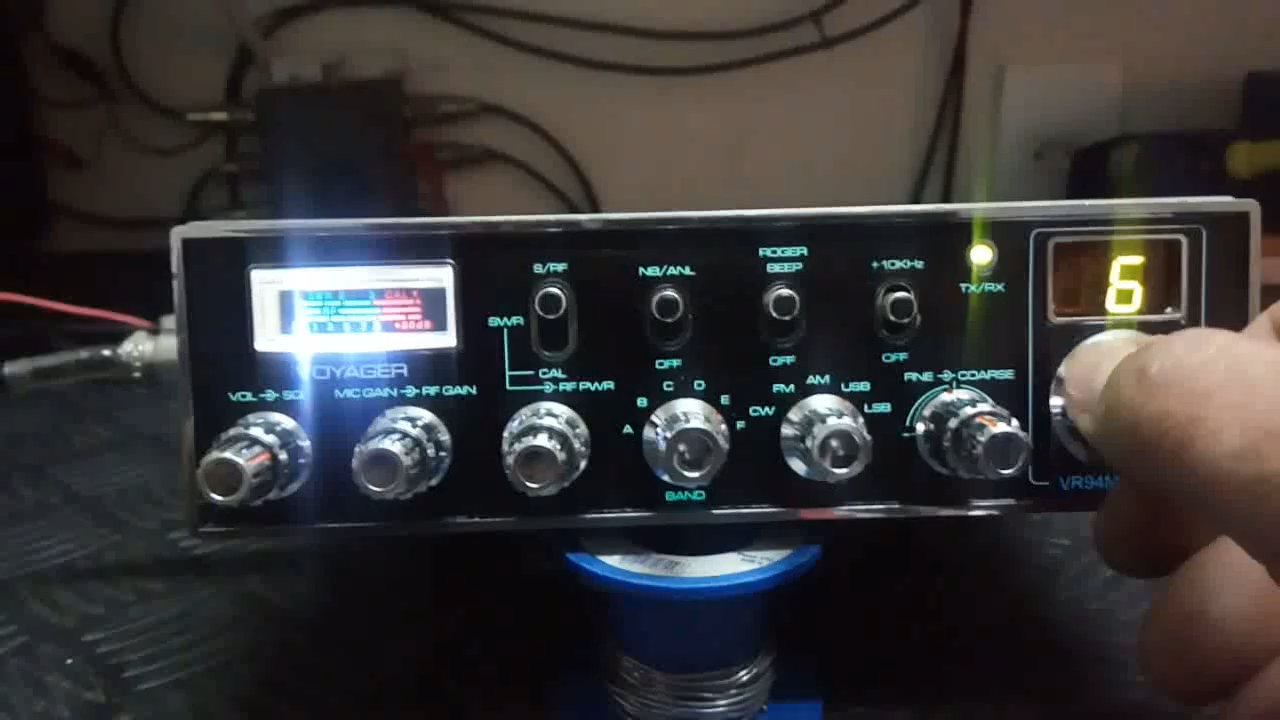 S/RF
NB/ANL
ROGER
BEEP
+10KHz
TX/RX
6
SWR
CAL
RF PWR
OFF
OFF
OFF
OYAGER
VOL
MIC GAIN RF GAIN
A B C D E F
BAND
CW FM AM USB LSB
FINE COARSE
VR94M